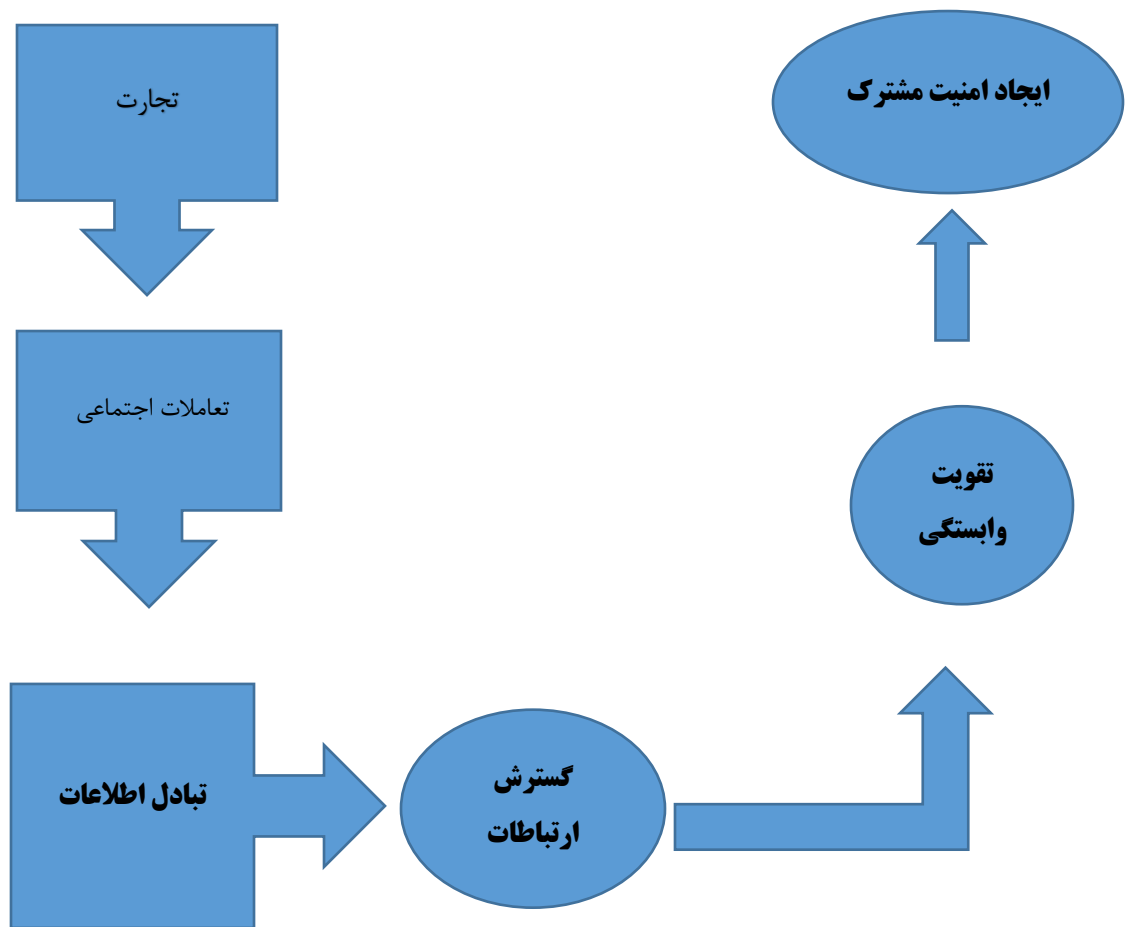 تجارت
تعاملات اجتماعی
تبادل اطلاعات
گسترش
ارتباطات
تقویت
وابستگی
ایجاد امنیت مشترک